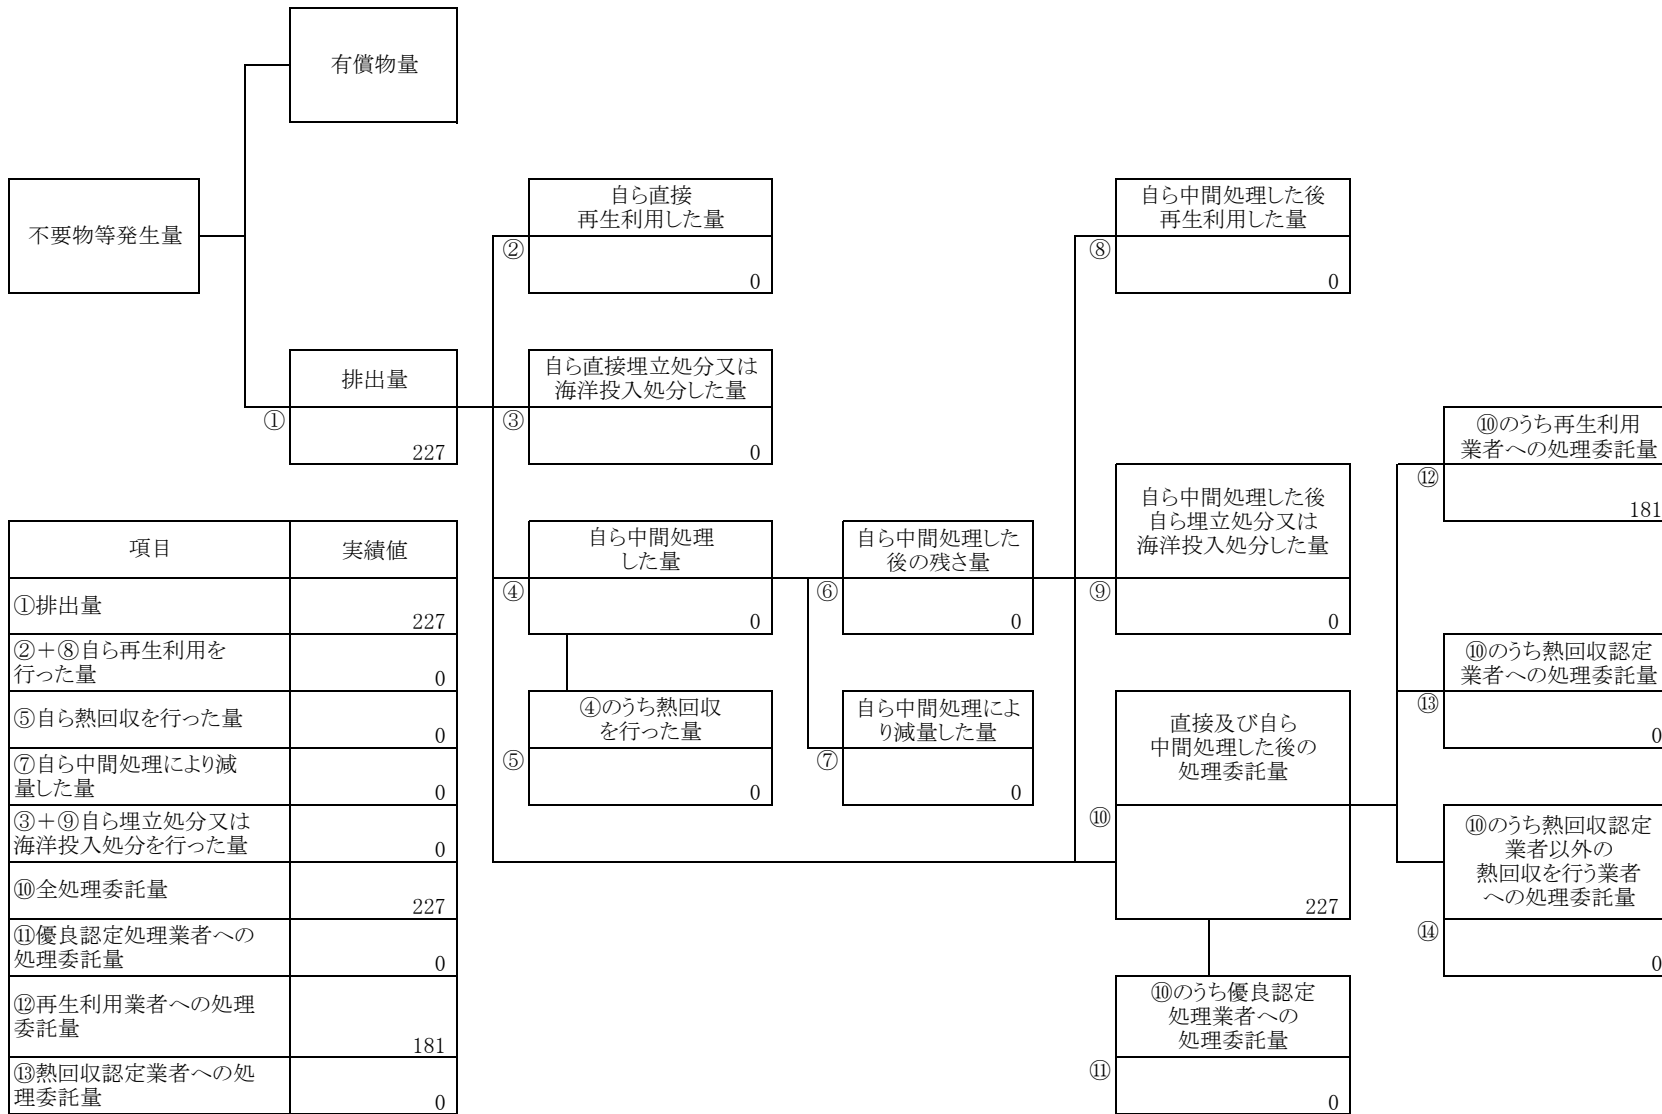 有償物量
不要物等発生量
排出量
①
227
自ら直接
再生利用した量
②
0
自ら直接埋立処分又は
海洋投入処分した量
③
0
自ら中間処理
した量
④
0
④のうち熱回収
を行った量
⑤
0
自ら中間処理した
後の残さ量
⑥
0
自ら中間処理によ
り減量した量
⑦
0
自ら中間処理した後
再生利用した量
⑧
0
自ら中間処理した後
自ら埋立処分又は
海洋投入処分した量
⑨
0
直接及び自ら
中間処理した後の
処理委託量
⑩
227
⑩のうち優良認定
処理業者への
処理委託量
⑪
0
⑩のうち再生利用
業者への処理委託量
⑫
181
⑩のうち熱回収認定
業者への処理委託量
⑬
0
⑩のうち熱回収認定
業者以外の
熱回収を行う業者
への処理委託量
⑭
0
項目 実績値
①排出量
227
②+⑧自ら再生利用を
行った量
0
⑤自ら熱回収を行った量
0
⑦自ら中間処理により減
量した量
0
③+⑨自ら埋立処分又は
海洋投入処分を行った量
0
⑩全処理委託量
227
⑪優良認定処理業者への
処理委託量
0
⑫再生利用業者への処理
委託量
181
⑬熱回収認定業者への処
理委託量
0